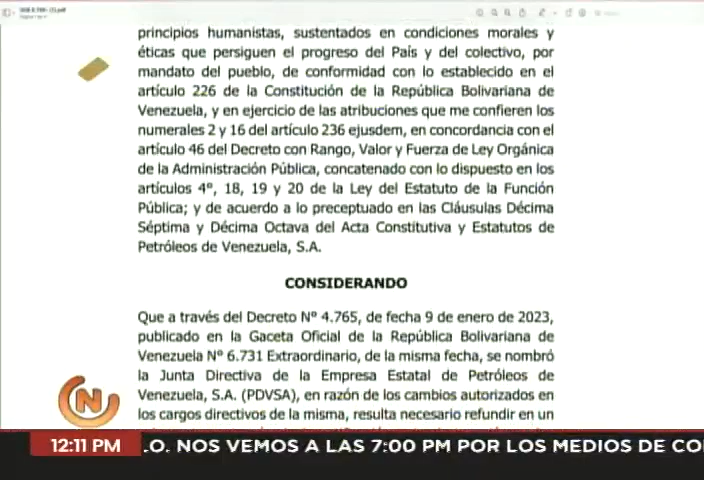 principios humanistas, sustentados en condiciones morales y
éticas que persiguen el progreso del País y del colectivo, por
mandato del pueblo, de conformidad con lo establecido en el
artículo 226 de la Constitución de la República Bolivariana de
Venezuela, y en ejercicio de las atribuciones que me confieren los
numerales 2 y 16 del artículo 236 ejusdem, en concordancia con el
artículo 46 del Decreto con Rango, Valor y Fuerza de Ley Orgánica
de la Administración Pública, concatenado con lo dispuesto en los
artículos 4º, 18, 19 y 20 de la Ley del Estatuto de la Función
Pública; y de acuerdo a lo preceptuado en las Cláusulas Décima
Séptima y Décima Octava del Acta Constitutiva y Estatutos de
Petróleos de Venezuela, S.A.
CONSIDERANDO
Que a través del Decreto Nº 4.765, de fecha 9 de enero de 2023,
publicado en la Gaceta Oficial de la República Bolivariana de
Venezuela Nº 6.731 Extraordinario, de la misma fecha, se nombró
la Junta Directiva de la Empresa Estatal de Petróleos de
Venezuela, S.A. (PDVSA), en razón de los cambios autorizados en
los cargos directivos de la misma, resulta necesario refundir en un
N
12:11 PM .O. NOS VEMOS A LAS 7:00 PM POR LOS MEDIOS DE CO